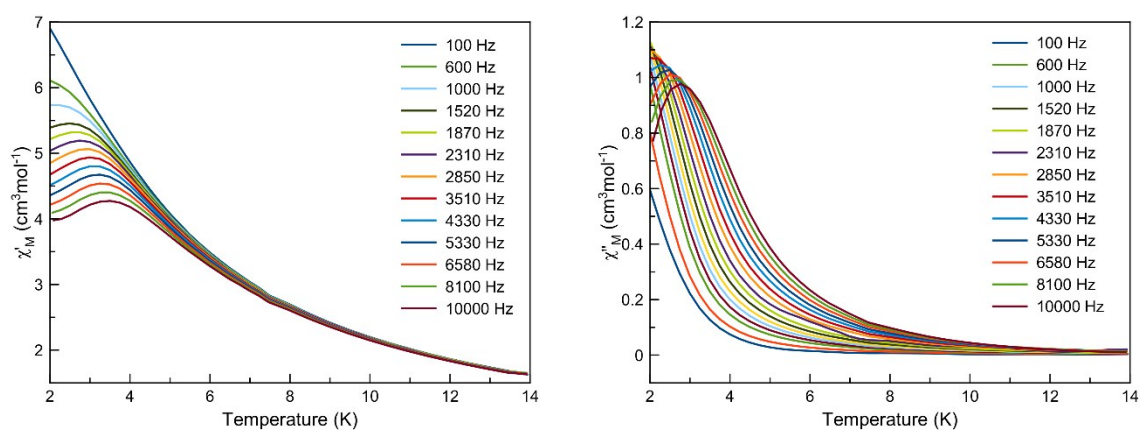 7
6
5
4
3
2
χ'M (cm³mol⁻¹)
100 Hz
600 Hz
1000 Hz
1520 Hz
1870 Hz
2310 Hz
2850 Hz
3510 Hz
4330 Hz
5330 Hz
6580 Hz
8100 Hz
10000 Hz
2 4 6 8 10 12 14
Temperature (K)
1.2
1
0.8
0.6
0.4
0.2
0
χ"M (cm³mol⁻¹)
100 Hz
600 Hz
1000 Hz
1520 Hz
1870 Hz
2310 Hz
2850 Hz
3510 Hz
4330 Hz
5330 Hz
6580 Hz
8100 Hz
10000 Hz
2 4 6 8 10 12 14
Temperature (K)